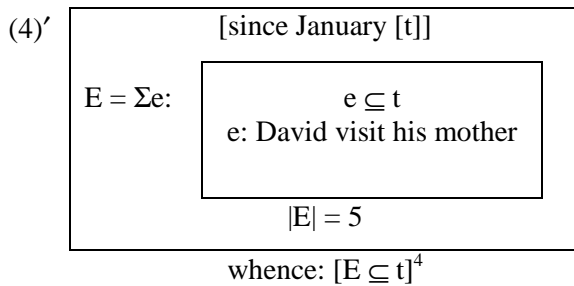 (4)′ [since January [t]]
E = Σe: e ⊆ t
e: David visit his mother
|E| = 5
whence: [E ⊆ t]⁴